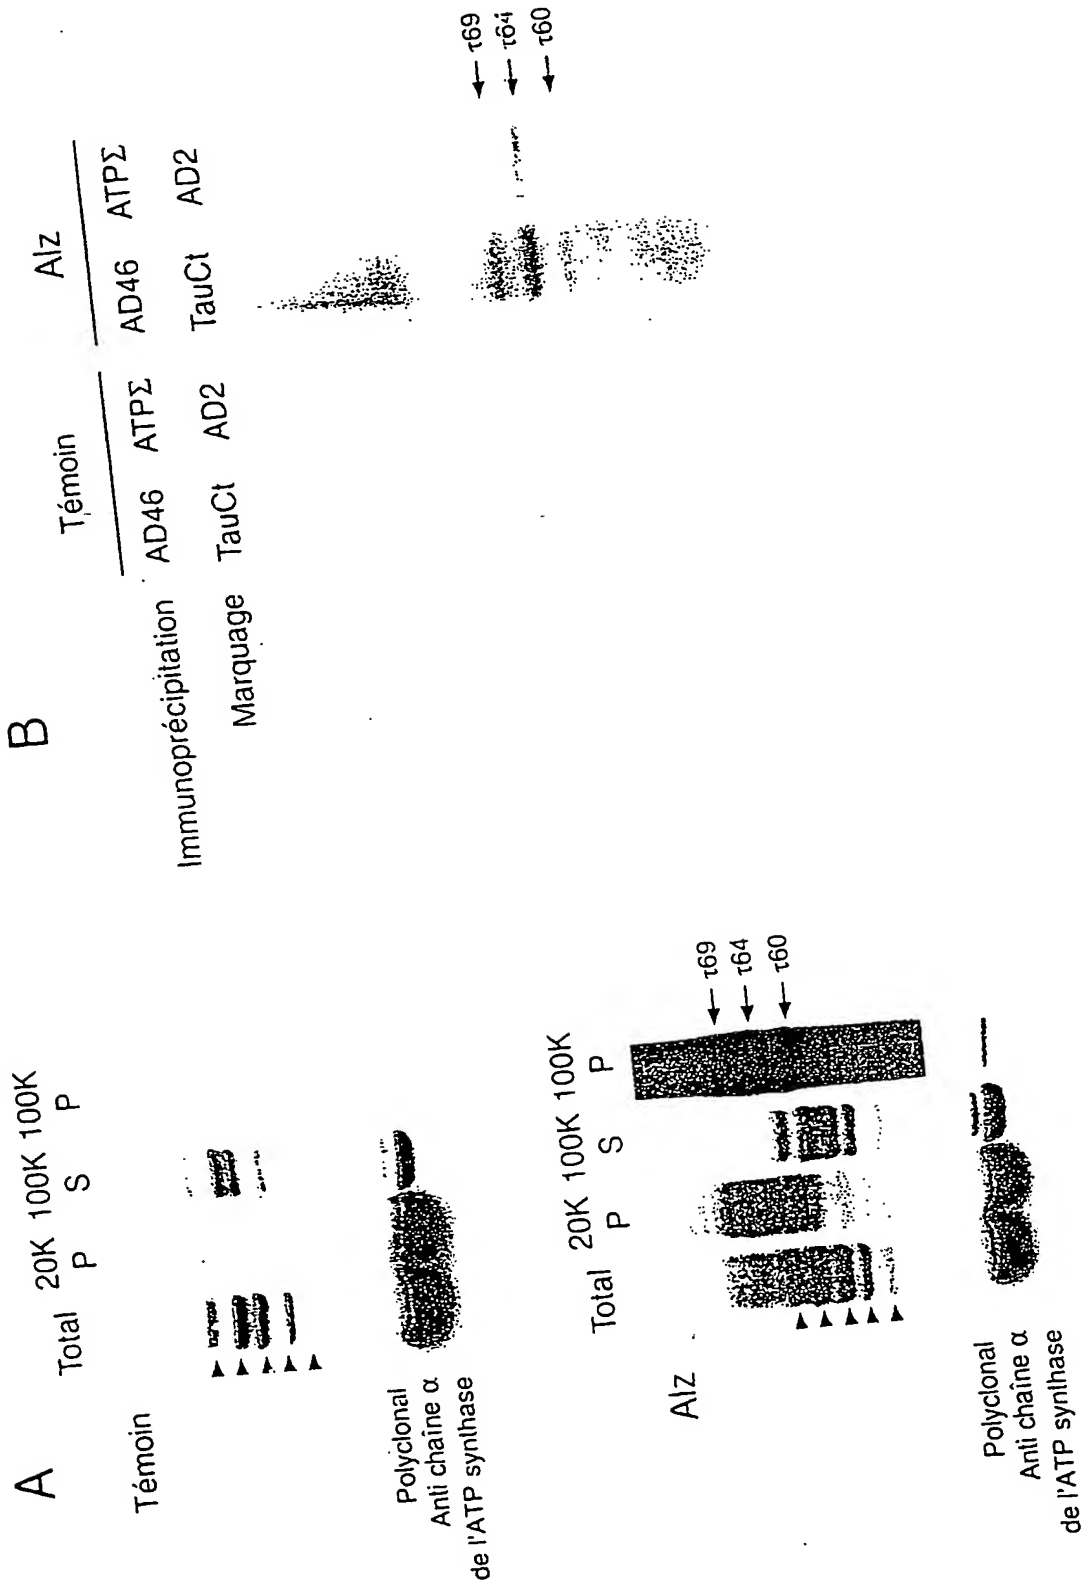 A
Témoin
Total 20K 100K 100K
P S P
Polyclonal
Anti chaîne α
de l'ATP synthase
Alz
Total 20K 100K 100K
P S P
τ69
τ64
τ60
Polyclonal
Anti chaîne α
de l'ATP synthase
B
Témoin Alz
Immunoprécipitation AD46 ATPΣ AD46 ATPΣ
Marquage TauCt AD2 TauCt AD2
τ69
τ64
τ60